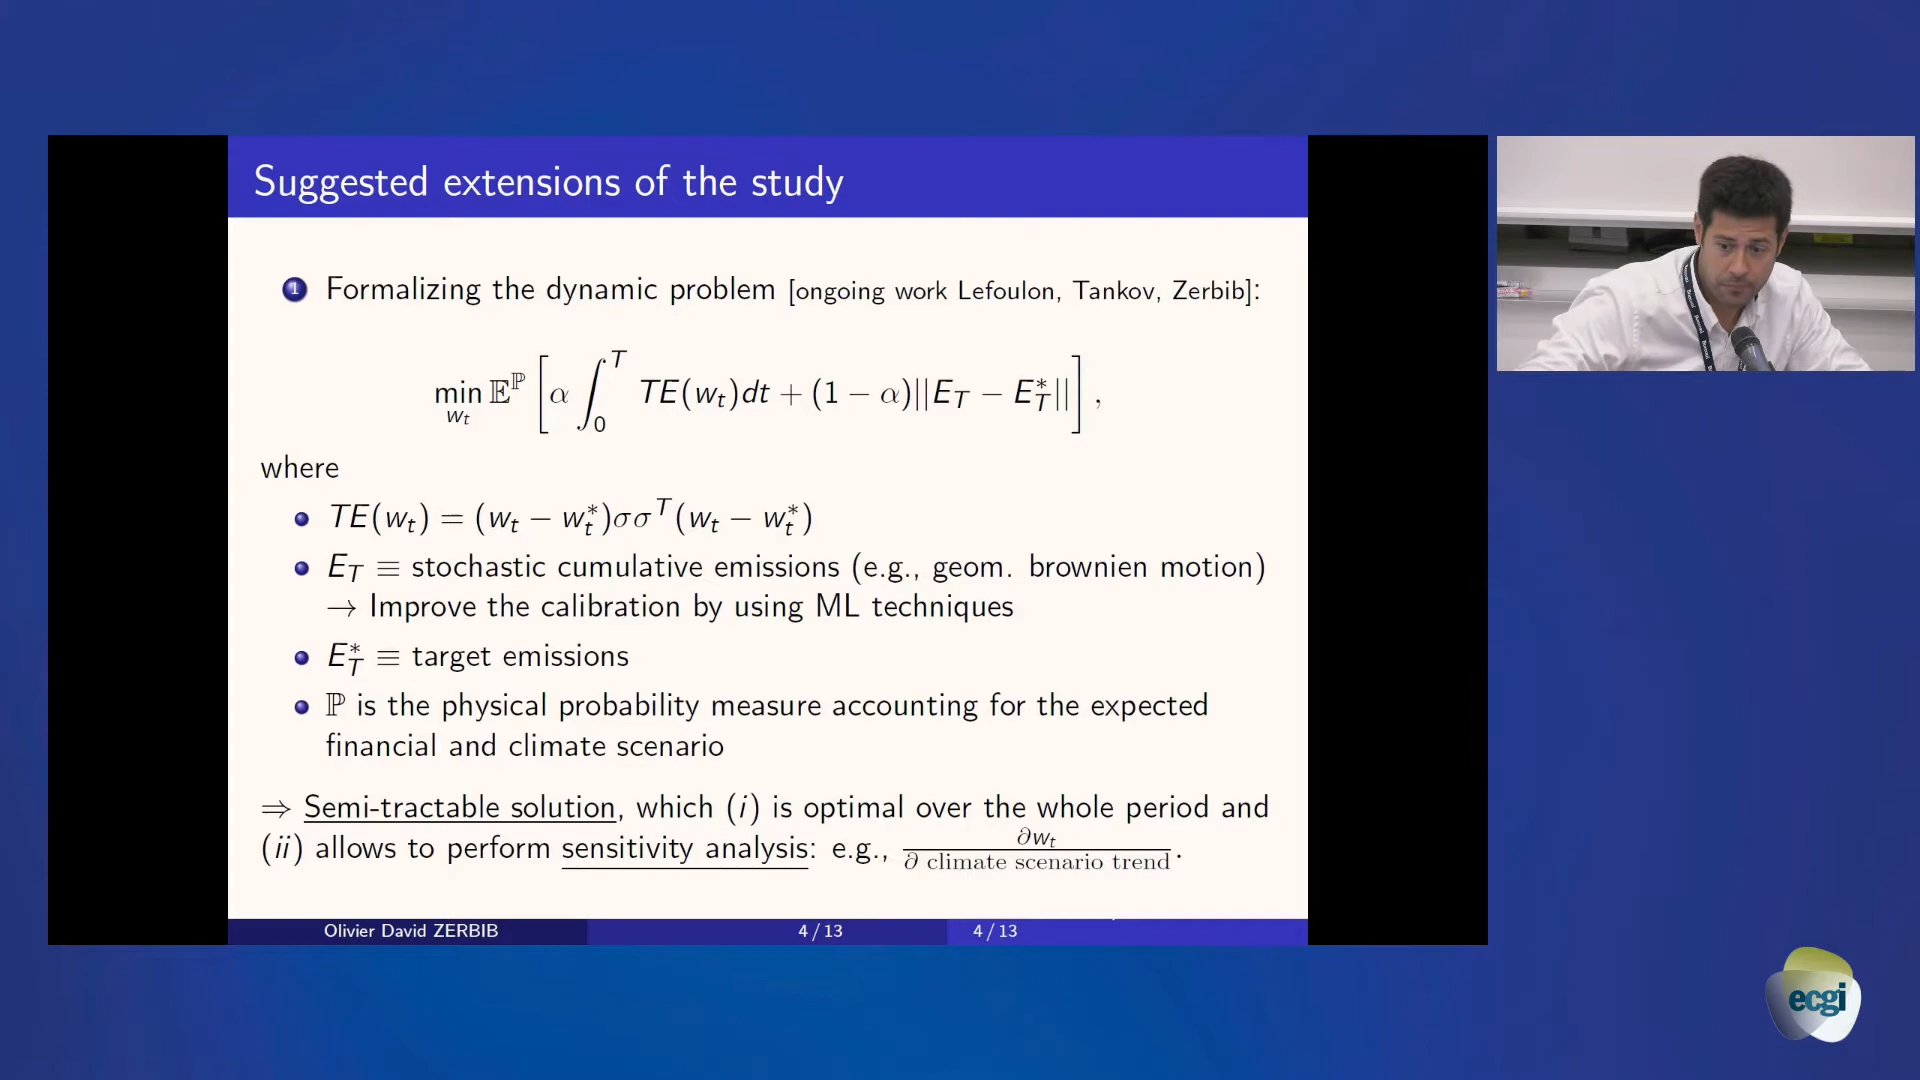 Suggested extensions of the study
1 Formalizing the dynamic problem [ongoing work Lefoulon, Tankov, Zerbib]:
min_{w_t} 𝔼^ℙ [ α ∫_0^T TE(w_t)dt + (1 − α)||E_T − E_T^*|| ] ,
where
TE(w_t) = (w_t − w_t^*)σσ^T(w_t − w_t^*)
E_T ≡ stochastic cumulative emissions (e.g., geom. brownien motion)
→ Improve the calibration by using ML techniques
E_T^* ≡ target emissions
ℙ is the physical probability measure accounting for the expected
financial and climate scenario
⇒ Semi-tractable solution, which (i) is optimal over the whole period and
(ii) allows to perform sensitivity analysis: e.g., ∂w_t / ∂ climate scenario trend.
Olivier David ZERBIB 4 / 13 4 / 13
ecgi